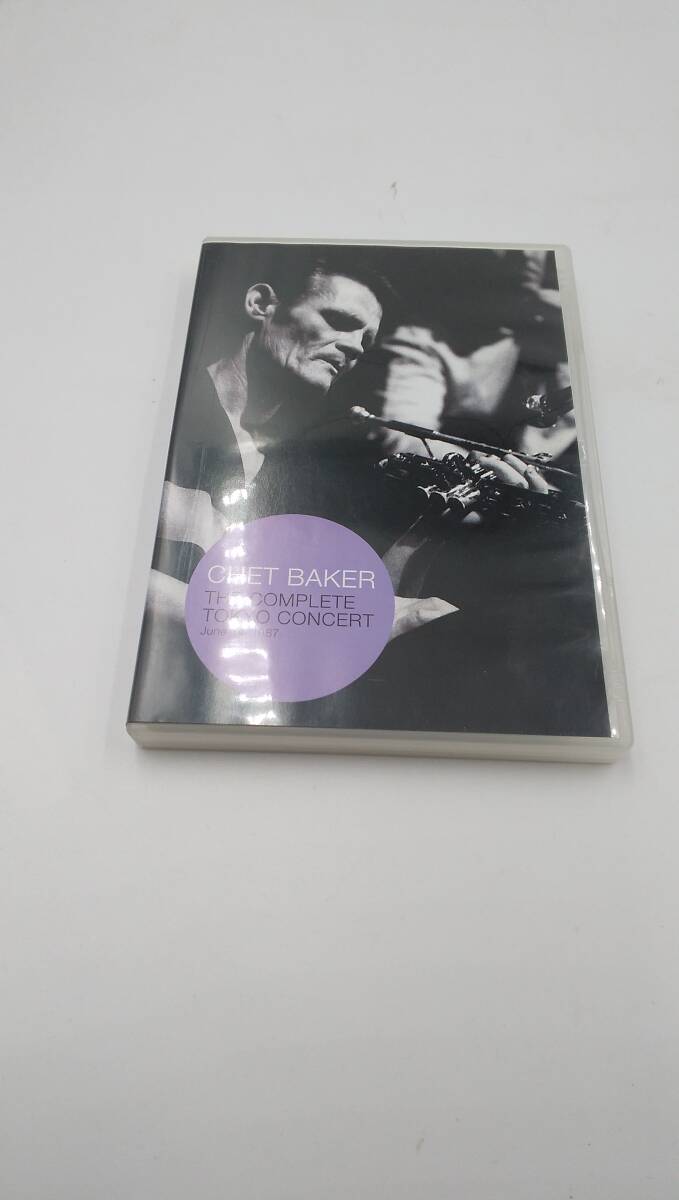 CHET BAKER
THE COMPLETE
TOKYO CONCERT
June